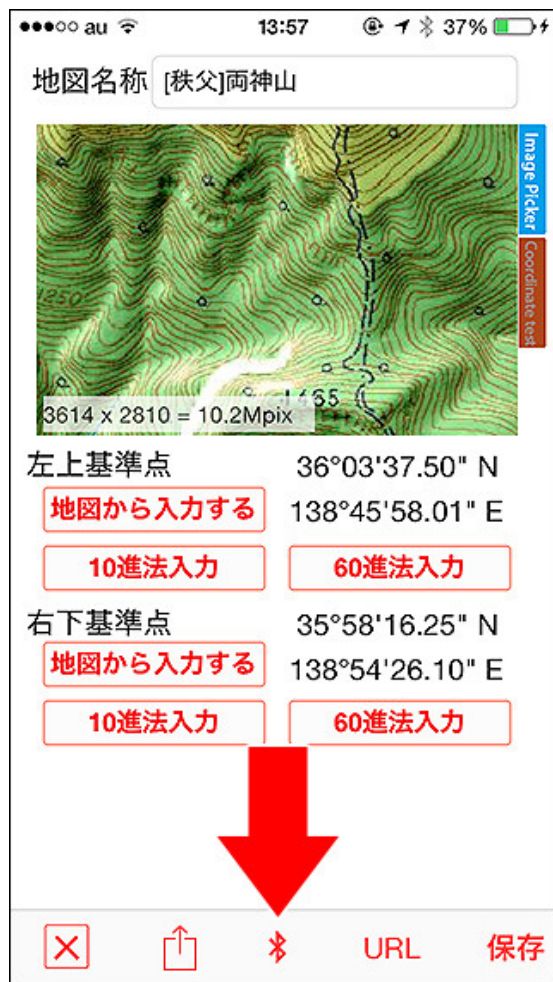 au 13:57 37%
地図名称 [秩父]両神山
Image Picker
Coordinate test
1250
1465
3614 x 2810 = 10.2Mpix
左上基準点 36°03'37.50" N
地図から入力する 138°45'58.01" E
10進法入力 60進法入力
右下基準点 35°58'16.25" N
地図から入力する 138°54'26.10" E
10進法入力 60進法入力
URL 保存